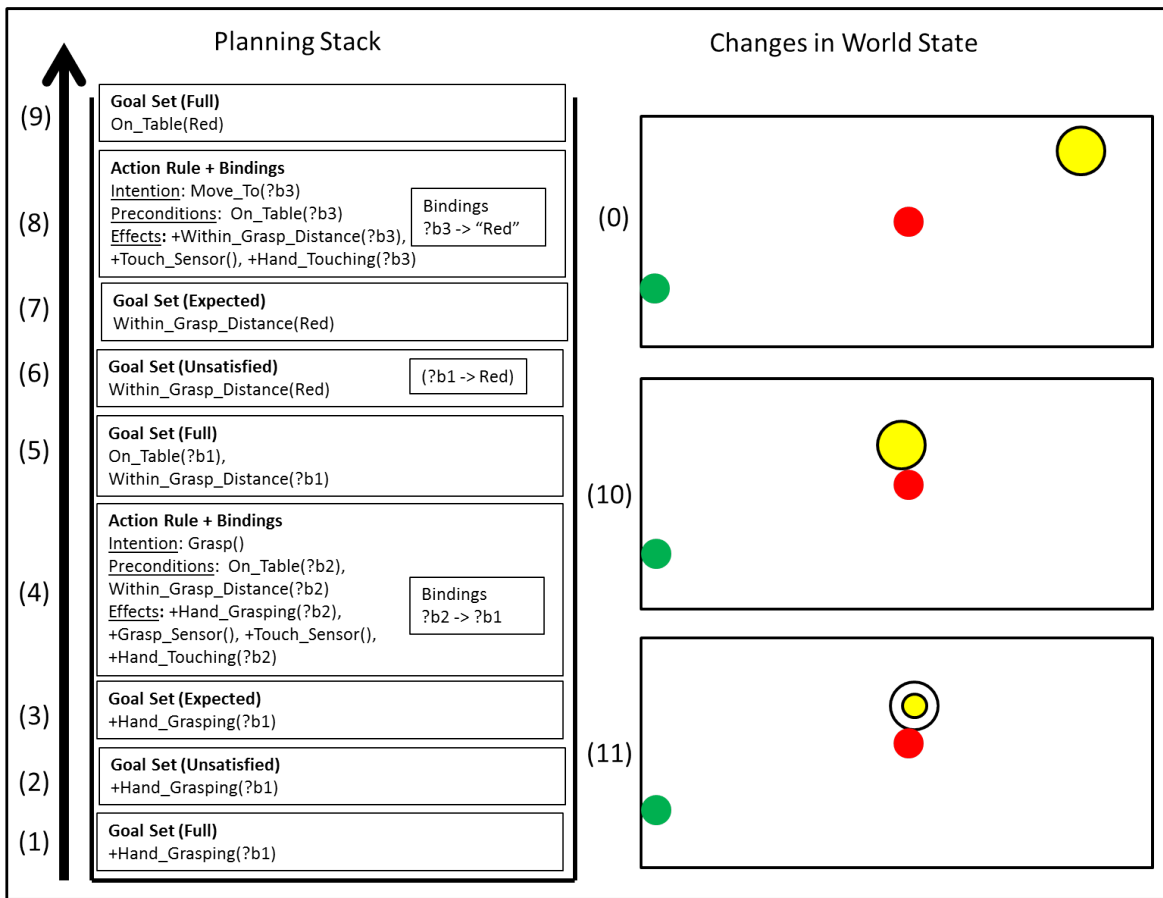 Planning Stack
(9)
Goal Set (Full)
On_Table(Red)
(8)
Action Rule + Bindings
Intention: Move_To(?b3)
Preconditions:  On_Table(?b3)
Effects: +Within_Grasp_Distance(?b3),
+Touch_Sensor(), +Hand_Touching(?b3)
Bindings
?b3 -> “Red”
(7)
Goal Set (Expected)
Within_Grasp_Distance(Red)
(6)
Goal Set (Unsatisfied)
Within_Grasp_Distance(Red)
(?b1 -> Red)
(5)
Goal Set (Full)
On_Table(?b1),
Within_Grasp_Distance(?b1)
(4)
Action Rule + Bindings
Intention: Grasp()
Preconditions:  On_Table(?b2),
Within_Grasp_Distance(?b2)
Effects: +Hand_Grasping(?b2),
+Grasp_Sensor(), +Touch_Sensor(),
+Hand_Touching(?b2)
Bindings
?b2 -> ?b1
(3)
Goal Set (Expected)
+Hand_Grasping(?b1)
(2)
Goal Set (Unsatisfied)
+Hand_Grasping(?b1)
(1)
Goal Set (Full)
+Hand_Grasping(?b1)
Changes in World State
(0)
(10)
(11)